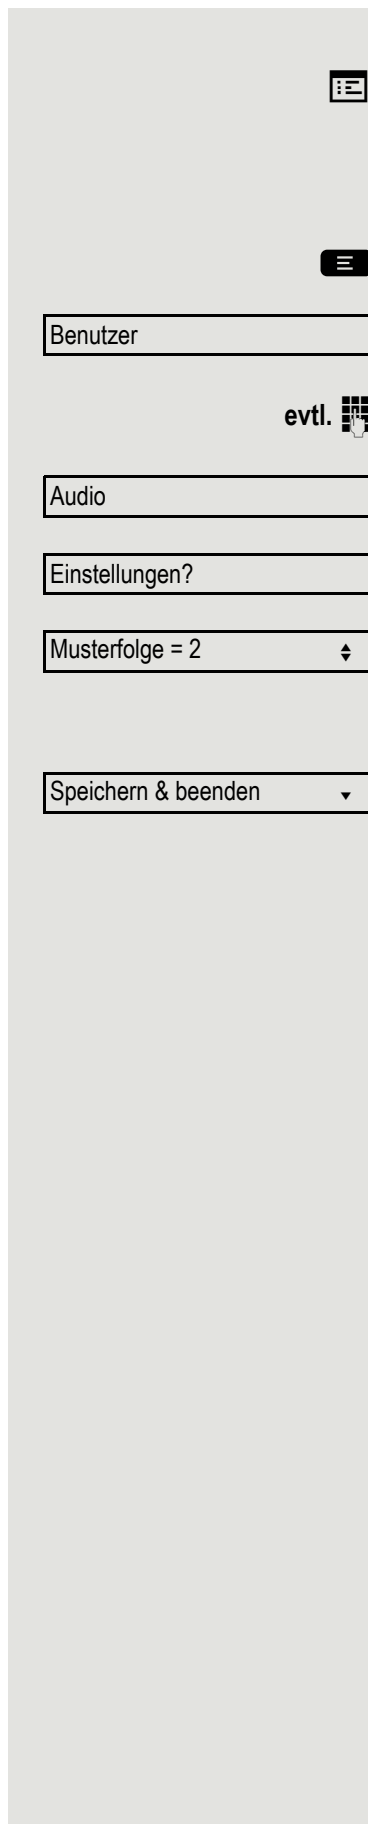 Benutzer
evtl.
Audio
Einstellungen?
Musterfolge = 2
Speichern & beenden